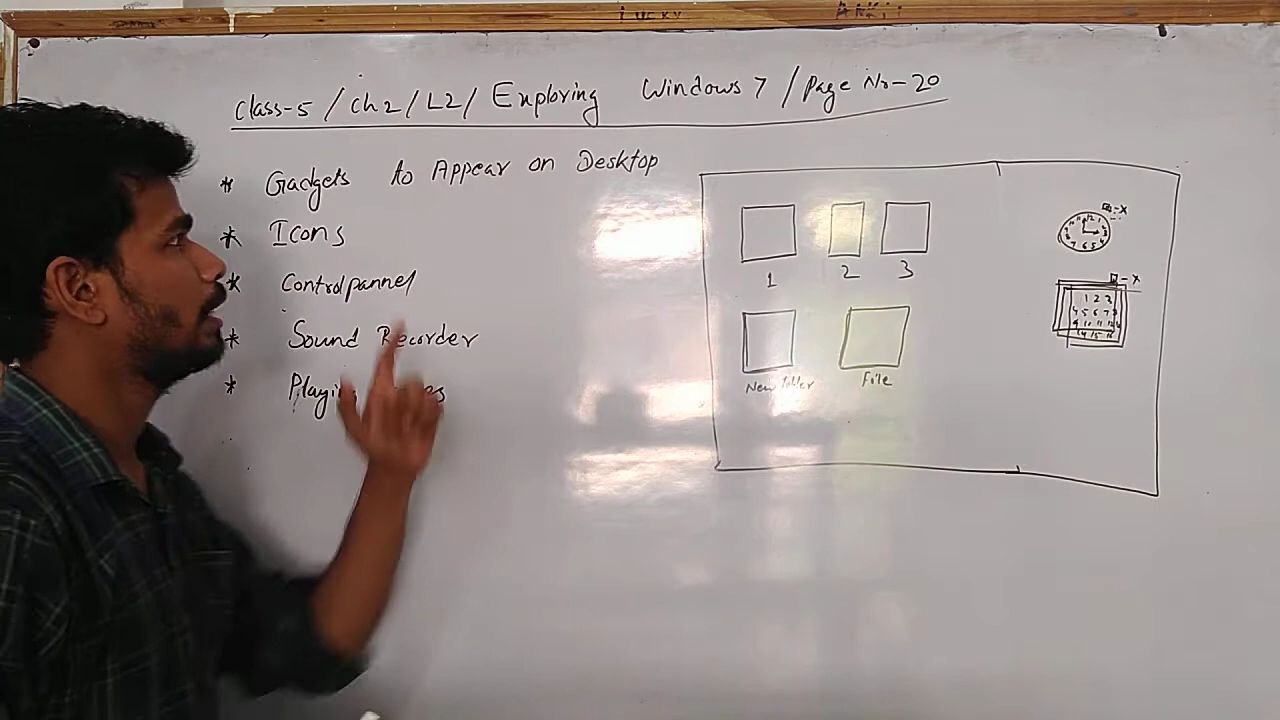 Lucky
Class-5 / Ch2 / L2 / Exploring Windows 7 / Page No-20
* Gadgets to Appear on Desktop
* Icons
* Controlpannel
* Sound Recorder
*
1 2 3
New folder File